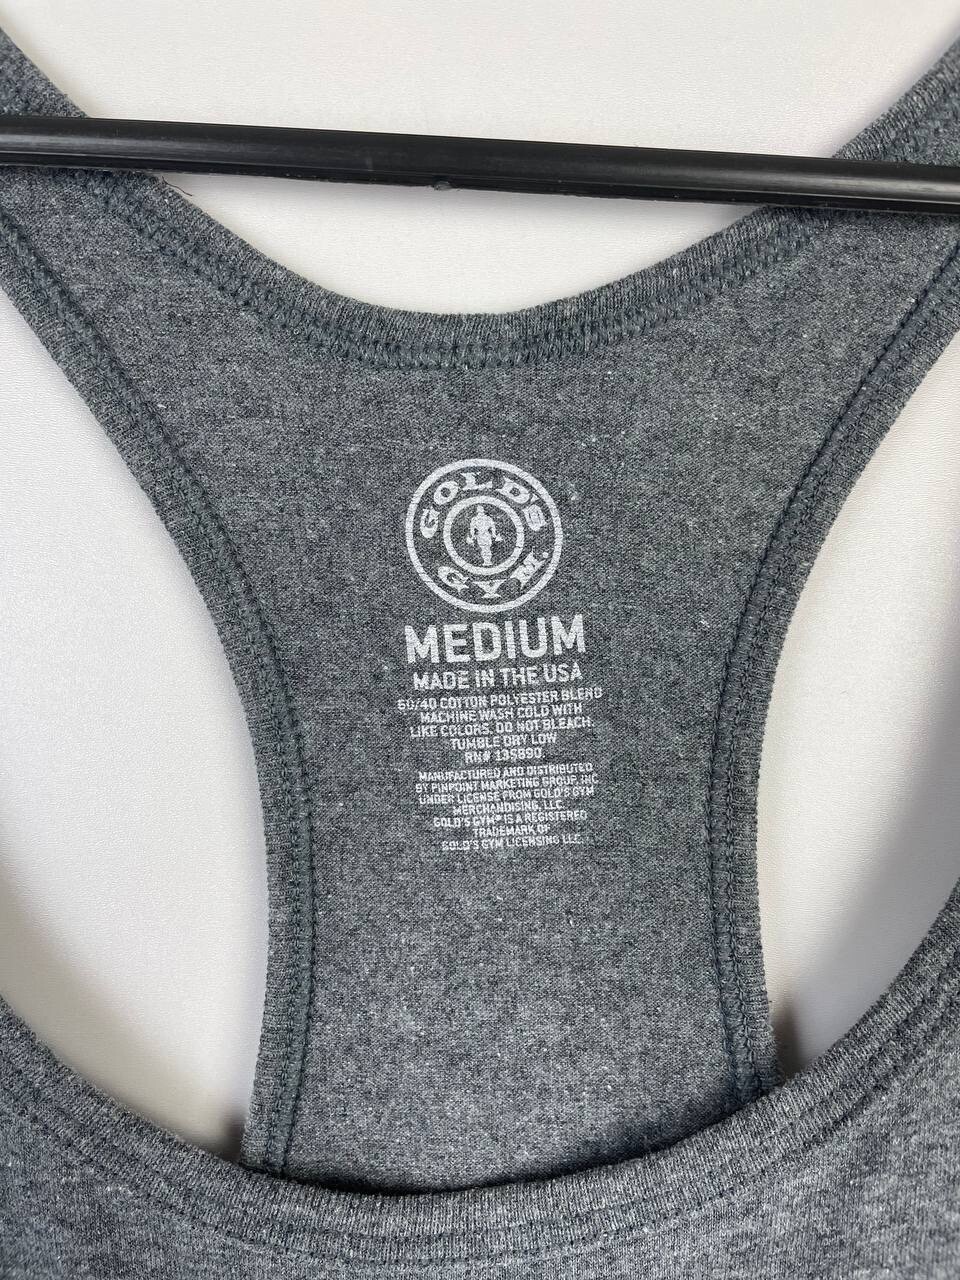 GOLD'S
GYM.
MEDIUM
MADE IN THE USA
60/40 COTTON POLYESTER BLEND
MACHINE WASH COLD WITH
LIKE COLORS. DO NOT BLEACH.
TUMBLE DRY LOW
RN# 135890
MANUFACTURED AND DISTRIBUTED
BY PINPOINT MARKETING GROUP, INC
UNDER LICENSE FROM GOLD'S GYM
MERCHANDISING, LLC.
GOLD'S GYM® IS A REGISTERED
TRADEMARK OF
GOLD'S GYM LICENSING LLC.